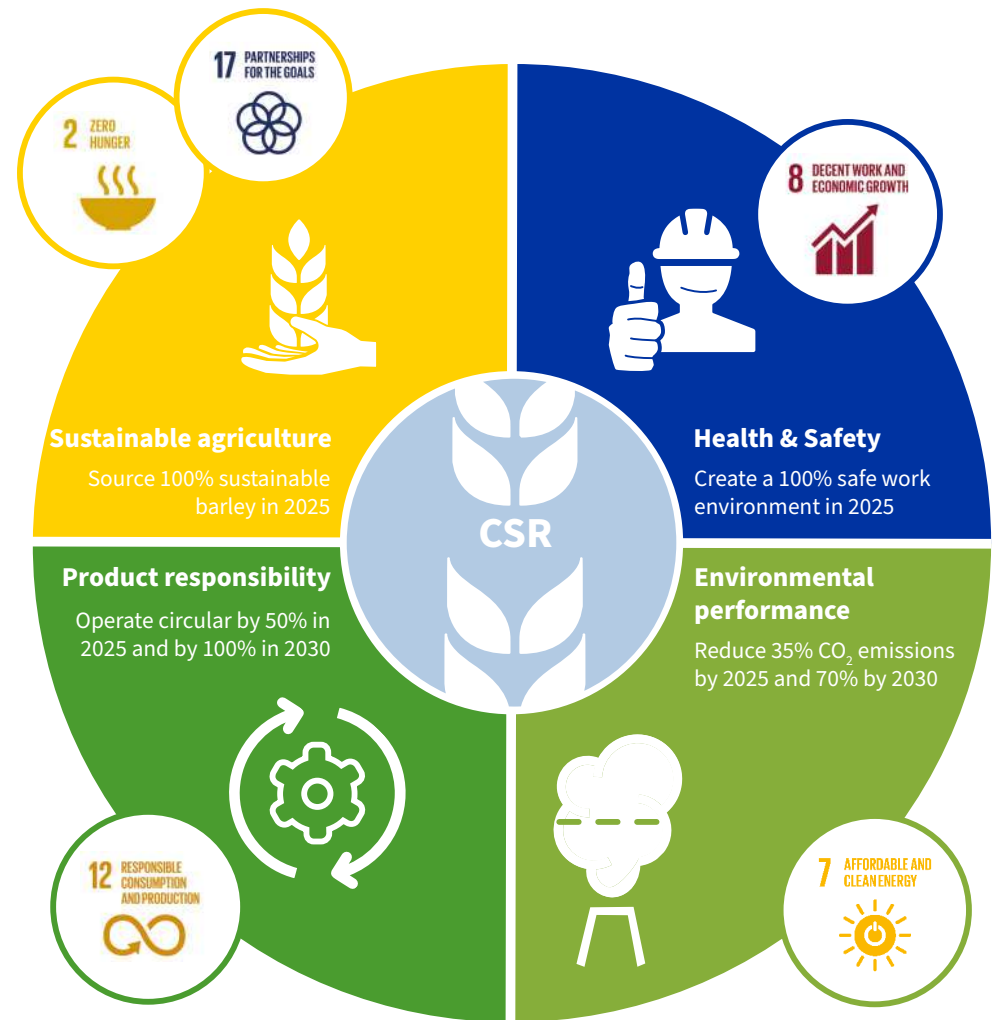 17 PARTNERSHIPS
FOR THE GOALS
2 ZERO
HUNGER
8 DECENT WORK AND
ECONOMIC GROWTH
Sustainable agriculture
Source 100% sustainable
barley in 2025
Health & Safety
Create a 100% safe work
environment in 2025
CSR
Product responsibility
Operate circular by 50% in
2025 and by 100% in 2030
Environmental
performance
Reduce 35% CO₂ emissions
by 2025 and 70% by 2030
12 RESPONSIBLE
CONSUMPTION
AND PRODUCTION
7 AFFORDABLE AND
CLEAN ENERGY